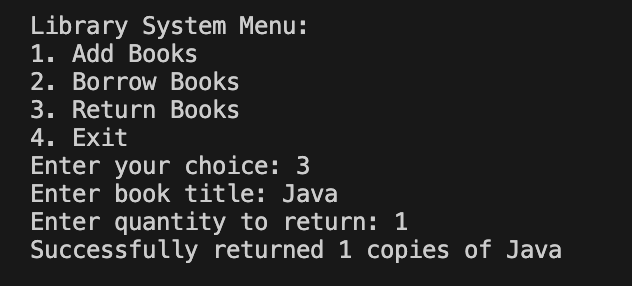 Library System Menu:
1. Add Books
2. Borrow Books
3. Return Books
4. Exit
Enter your choice: 3
Enter book title: Java
Enter quantity to return: 1
Successfully returned 1 copies of Java